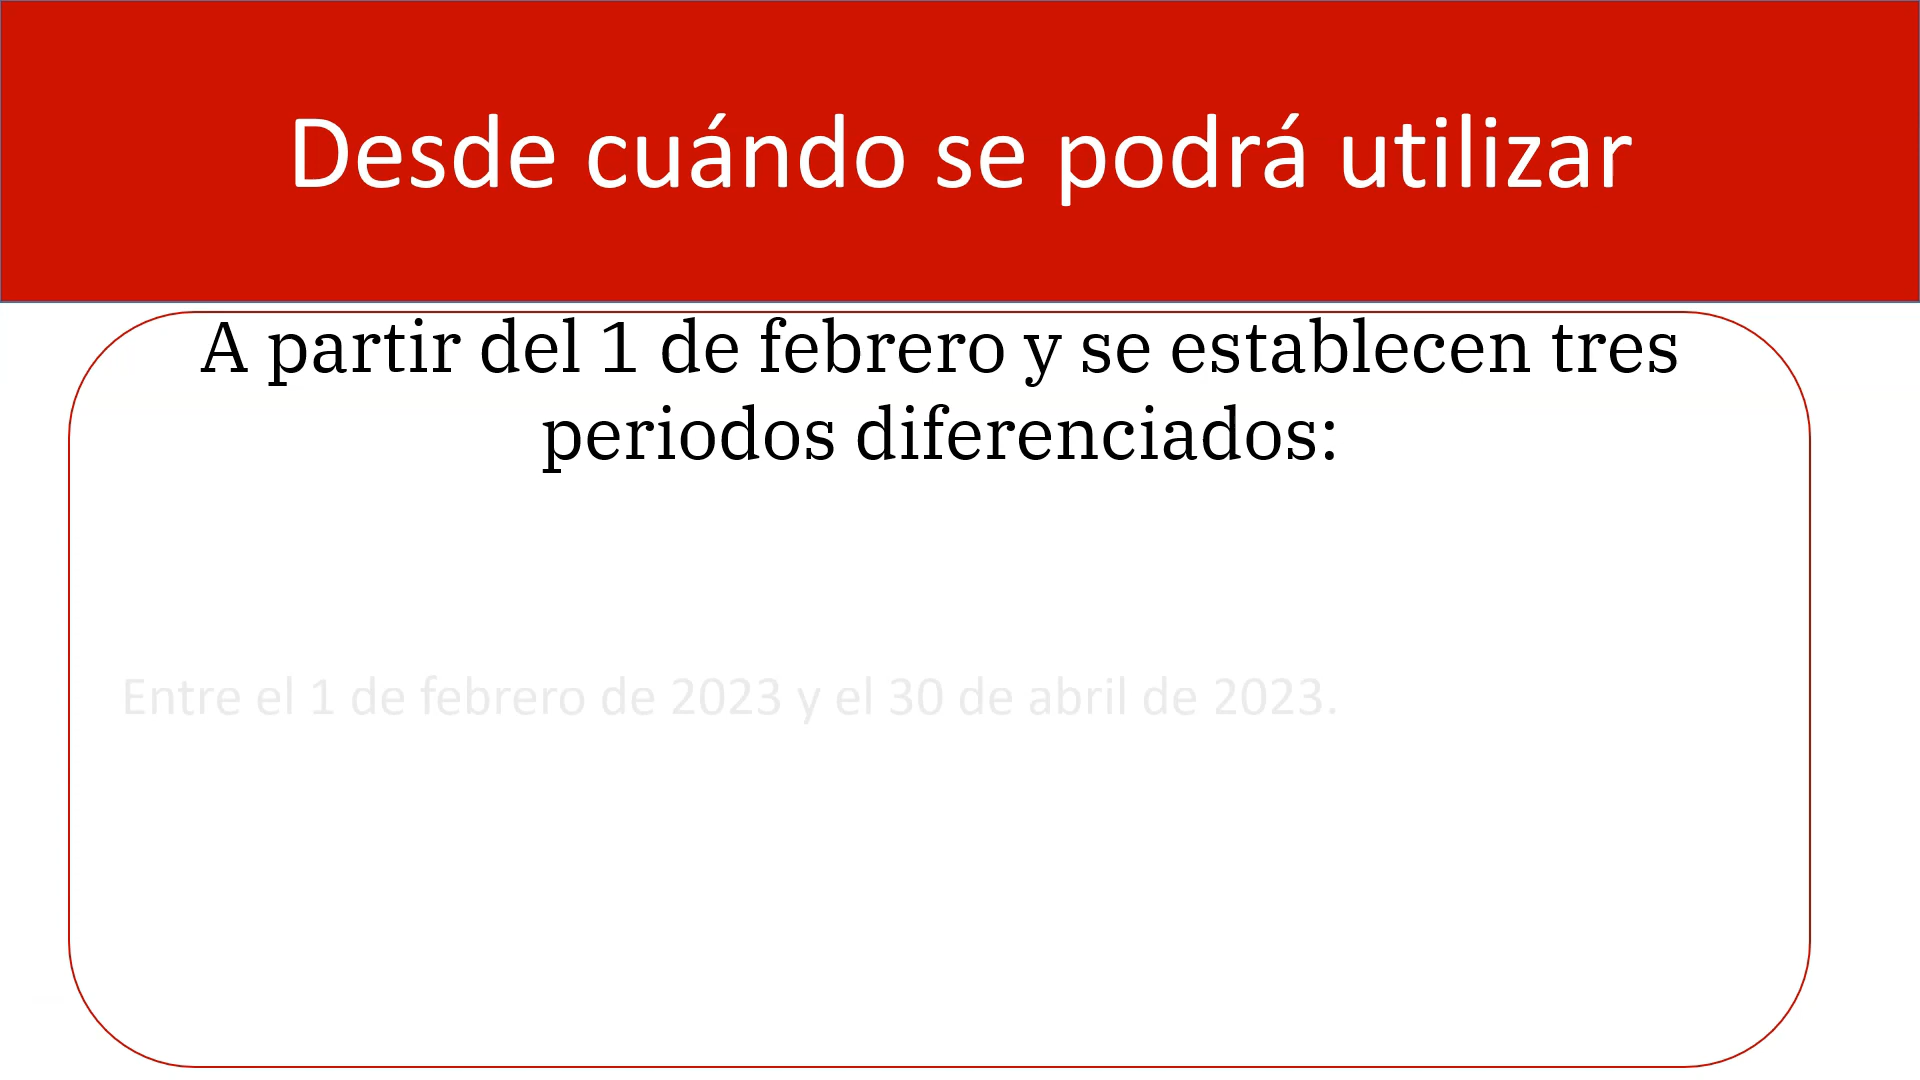 Desde cuándo se podrá utilizar
A partir del 1 de febrero y se establecen tres
periodos diferenciados:
Entre el 1 de febrero de 2023 y el 30 de abril de 2023.